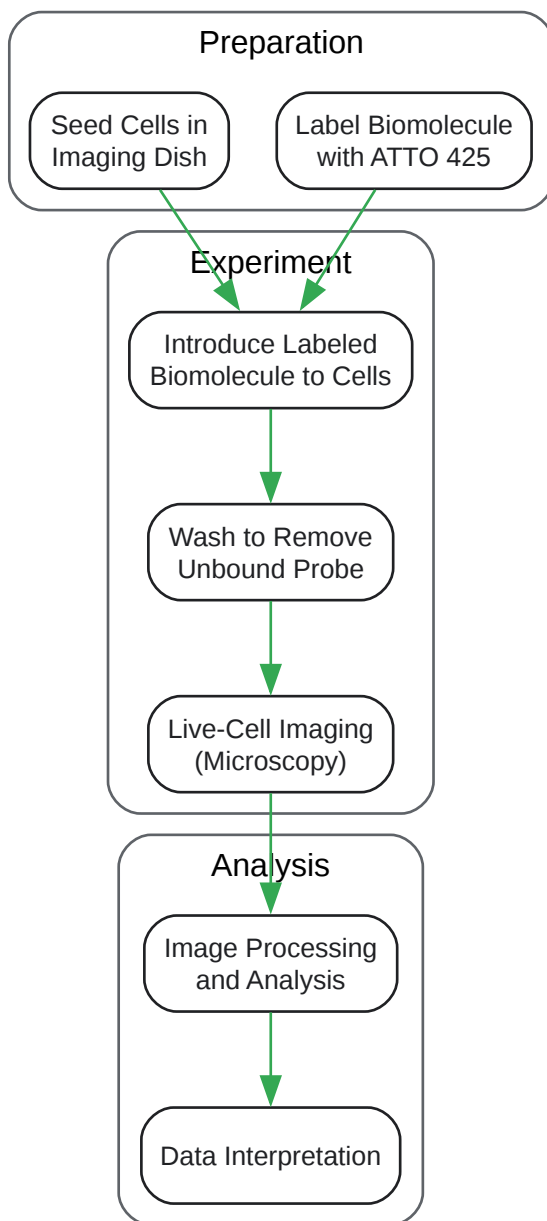 Preparation
Seed Cells in
Imaging Dish
Label Biomolecule
with ATTO 425
Experiment
Introduce Labeled
Biomolecule to Cells
Wash to Remove
Unbound Probe
Live-Cell Imaging
(Microscopy)
Analysis
Image Processing
and Analysis
Data Interpretation